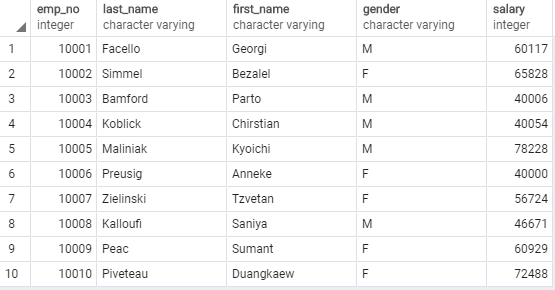 emp_no last_name first_name gender salary
integer character varying character varying character varying integer
1 10001 Facello Georgi M 60117
2 10002 Simmel Bezalel F 65828
3 10003 Bamford Parto M 40006
4 10004 Koblick Chirstian M 40054
5 10005 Maliniak Kyoichi M 78228
6 10006 Preusig Anneke F 40000
7 10007 Zielinski Tzvetan F 56724
8 10008 Kalloufi Saniya M 46671
9 10009 Peac Sumant F 60929
10 10010 Piveteau Duangkaew F 72488